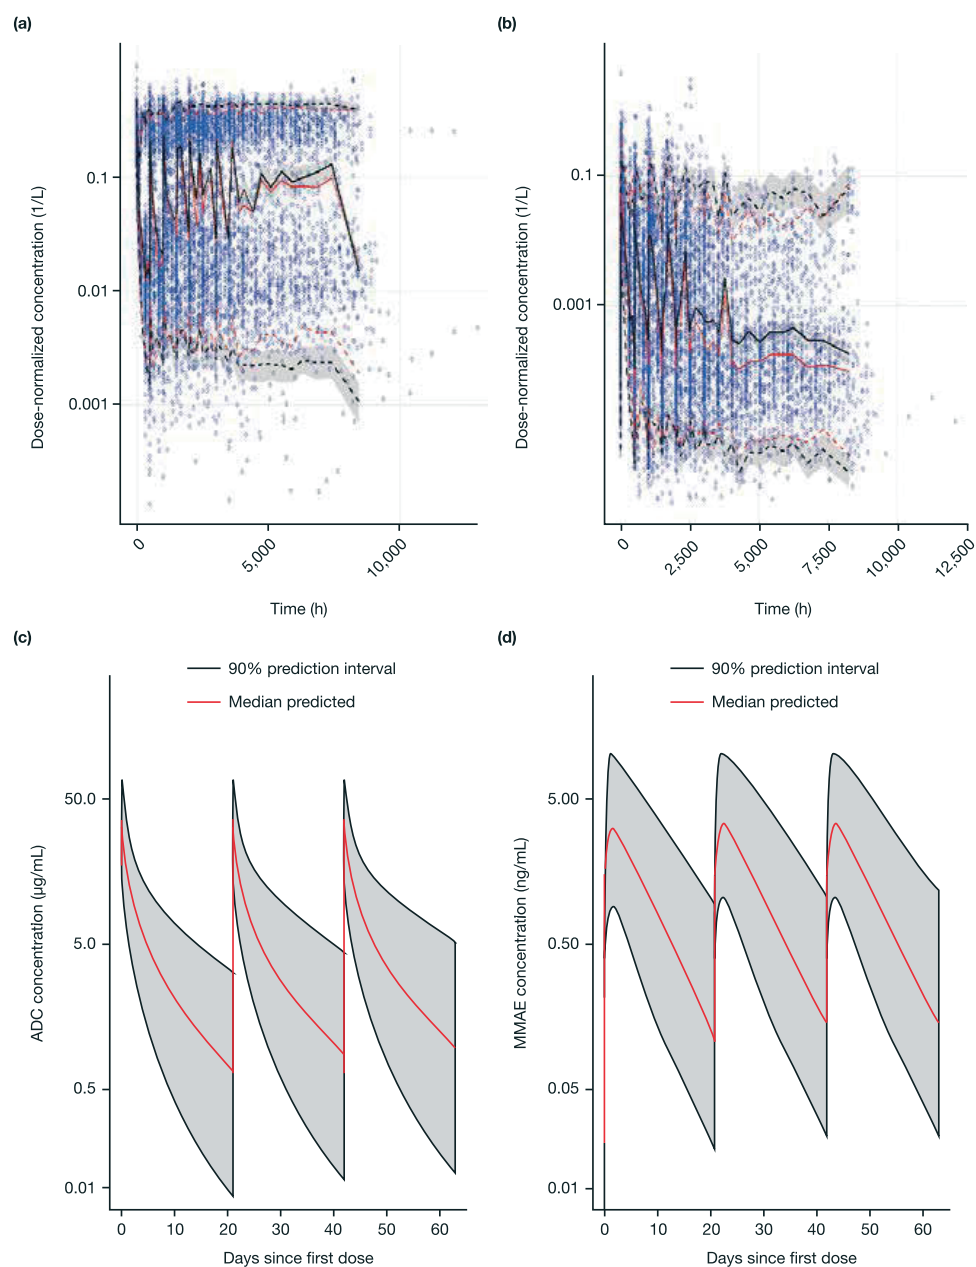 (a)
Dose-normalized concentration (1/L)
0.1
0.01
0.001
0
5,000
10,000
Time (h)
(b)
Dose-normalized concentration (1/L)
0.1
0.001
0
2,500
5,000
7,500
10,000
12,500
Time (h)
(c)
90% prediction interval
Median predicted
ADC concentration (µg/mL)
50.0
5.0
0.5
0.01
0
10
20
30
40
50
60
Days since first dose
(d)
90% prediction interval
Median predicted
MMAE concentration (ng/mL)
5.00
0.50
0.05
0.01
0
10
20
30
40
50
60
Days since first dose